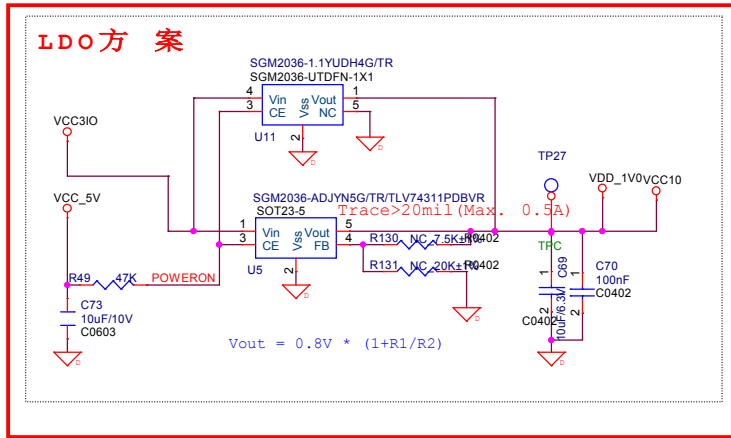 LDO方 案
SGM2036-1.1YUDH4G/TR
SGM2036-UTDFN-1X1
4 Vin Vout 1
3 CE NC 5
Vss
2
U11
VCC3IO
VCC_5V
TP27
VDD_1V0
VCC10
SGM2036-ADJYN5G/TR/TLV74311PDBVR
SOT23-5
Trace>20mil(Max. 0.5A)
1 Vin Vout 5
3 CE FB 4
Vss
2
U5
R130 NC 7.5K±1% R0402
R131 NC 20K±1% R0402
TPC
R49 47K POWERON
C73
10uF/10V
C0603
1
2
C69
10uF/6.3V
C0402
1
2
C70
100nF
C0402
Vout = 0.8V * (1+R1/R2)